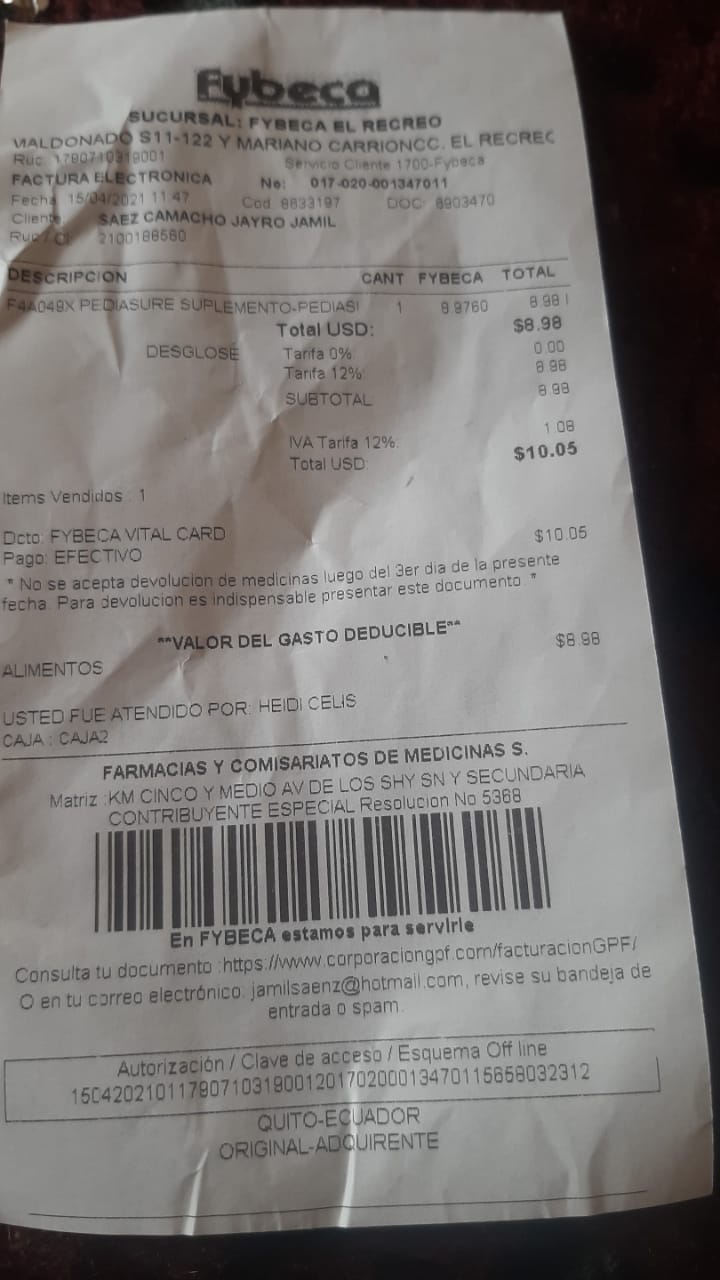 Fybeca
SUCURSAL: FYBECA EL RECREO
MALDONADO S11-122 Y MARIANO CARRIONCC. EL RECREC
Ruc: 1790710319001 Servicio Cliente 1700-Fybeca
FACTURA ELECTRONICA No: 017-020-001347011
Fecha 15/04/2021 11:47 Cod 8633197 DOC: 8903470
Cliente: SAEZ CAMACHO JAYRO JAMIL
Ruc / CI: 2100188560
DESCRIPCION CANT FYBECA TOTAL
F4A049X PEDIASURE SUPLEMENTO-PEDIASI 1 8.9760 8.98 I
Total USD: $8.98
DESGLOSE Tarifa 0%: 0.00
Tarifa 12%: 8.98
SUBTOTAL 8.98
IVA Tarifa 12%: 1.08
Total USD: $10.05
Items Vendidos : 1
Dcto: FYBECA VITAL CARD
Pago: EFECTIVO $10.05
* No se acepta devolucion de medicinas luego del 3er dia de la presente
fecha. Para devolucion es indispensable presentar este documento. *
**VALOR DEL GASTO DEDUCIBLE**
ALIMENTOS $8.98
USTED FUE ATENDIDO POR: HEIDI CELIS
CAJA : CAJA2
FARMACIAS Y COMISARIATOS DE MEDICINAS S.
Matriz :KM CINCO Y MEDIO AV DE LOS SHY SN Y SECUNDARIA
CONTRIBUYENTE ESPECIAL Resolucion No 5368
En FYBECA estamos para servirle
Consulta tu documento :https://www.corporaciongpf.com/facturacionGPF/
O en tu correo electrónico: jamilsaenz@hotmail.com, revise su bandeja de
entrada o spam.
Autorización / Clave de acceso / Esquema Off line
1504202101179071031900120170200013470115658032312
QUITO-ECUADOR
ORIGINAL-ADQUIRENTE